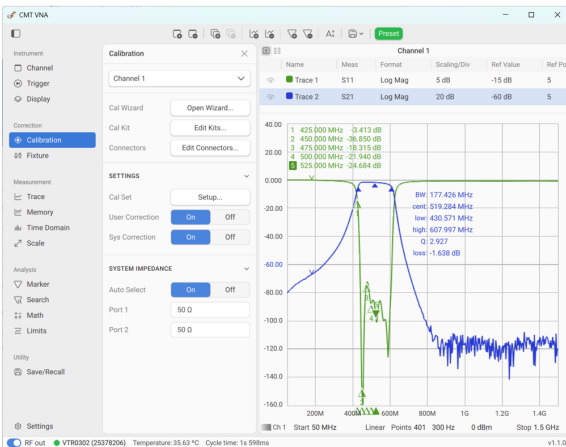 CMT VNA
Preset
Instrument
Channel
Trigger
Display
Correction
Calibration
Fixture
Measurement
Trace
Memory
Time Domain
Scale
Analysis
Marker
Search
Math
Limits
Utility
Save/Recall
Settings
Calibration
Channel 1
Cal Wizard Open Wizard...
Cal Kit Edit Kits...
Connectors Edit Connectors...
SETTINGS
Cal Set Setup...
User Correction On Off
Sys Correction On Off
SYSTEM IMPEDANCE
Auto Select On Off
Port 1 50 Ω
Port 2 50 Ω
Channel 1
Name Meas Format Scaling/Div Ref Value Ref Po
Trace 1 S11 Log Mag 5 dB -15 dB 5
Trace 2 S21 Log Mag 20 dB -60 dB 5
40.00
20.00
0.000
-20.00
-40.00
-60.00
-80.00
-100.0
-120.0
-140.0
-160.0
1 425.000 MHz -3.413 dB
2 450.000 MHz -36.850 dB
3 475.000 MHz -18.315 dB
4 500.000 MHz -21.940 dB
5 525.000 MHz -24.684 dB
BW: 177.426 MHz
cent: 519.284 MHz
low: 430.571 MHz
high: 607.997 MHz
Q: 2.927
loss: -1.638 dB
200M 400M 600M 800M 1G 1.2G 1.4G
Ch 1 Start 50 MHz Linear Points 401 300 Hz 0 dBm Stop 1.5 GHz
RF out VTR0302 (25378206) Temperature: 35.63 °C Cycle time: 1s 598ms v1.1.0